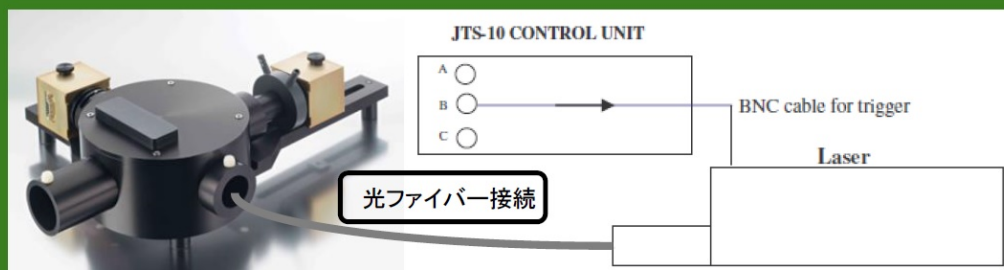 JTS-10 CONTROL UNIT
A
B
BNC cable for trigger
C
Laser
光ファイバー接続